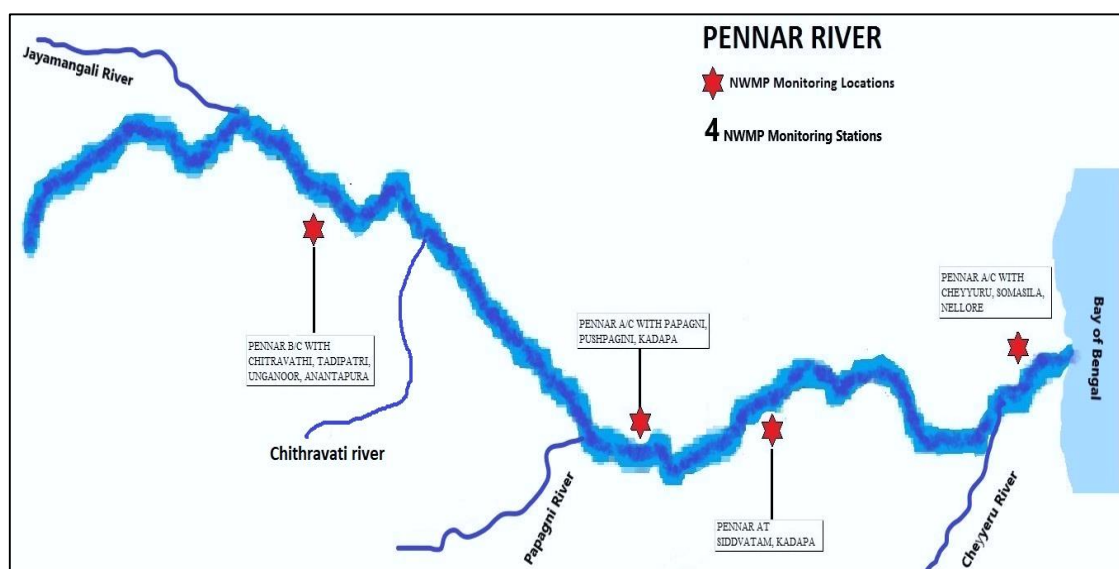 PENNAR RIVER
NWMP Monitoring Locations
4 NWMP Monitoring Stations
Jayamangali River
PENNAR B/C WITH
CHITRAVATHI, TADIPATRI,
UNGANOOR, ANANTAPURA
Chithravati river
PENNAR A/C WITH PAPAGNI,
PUSHPAGINI, KADAPA
Papagni River
PENNAR AT
SIDDVATAM, KADAPA
PENNAR A/C WITH
CHEYYURU, SOMASILA,
NELLORE
Cheyyeru River
Bay of Bengal